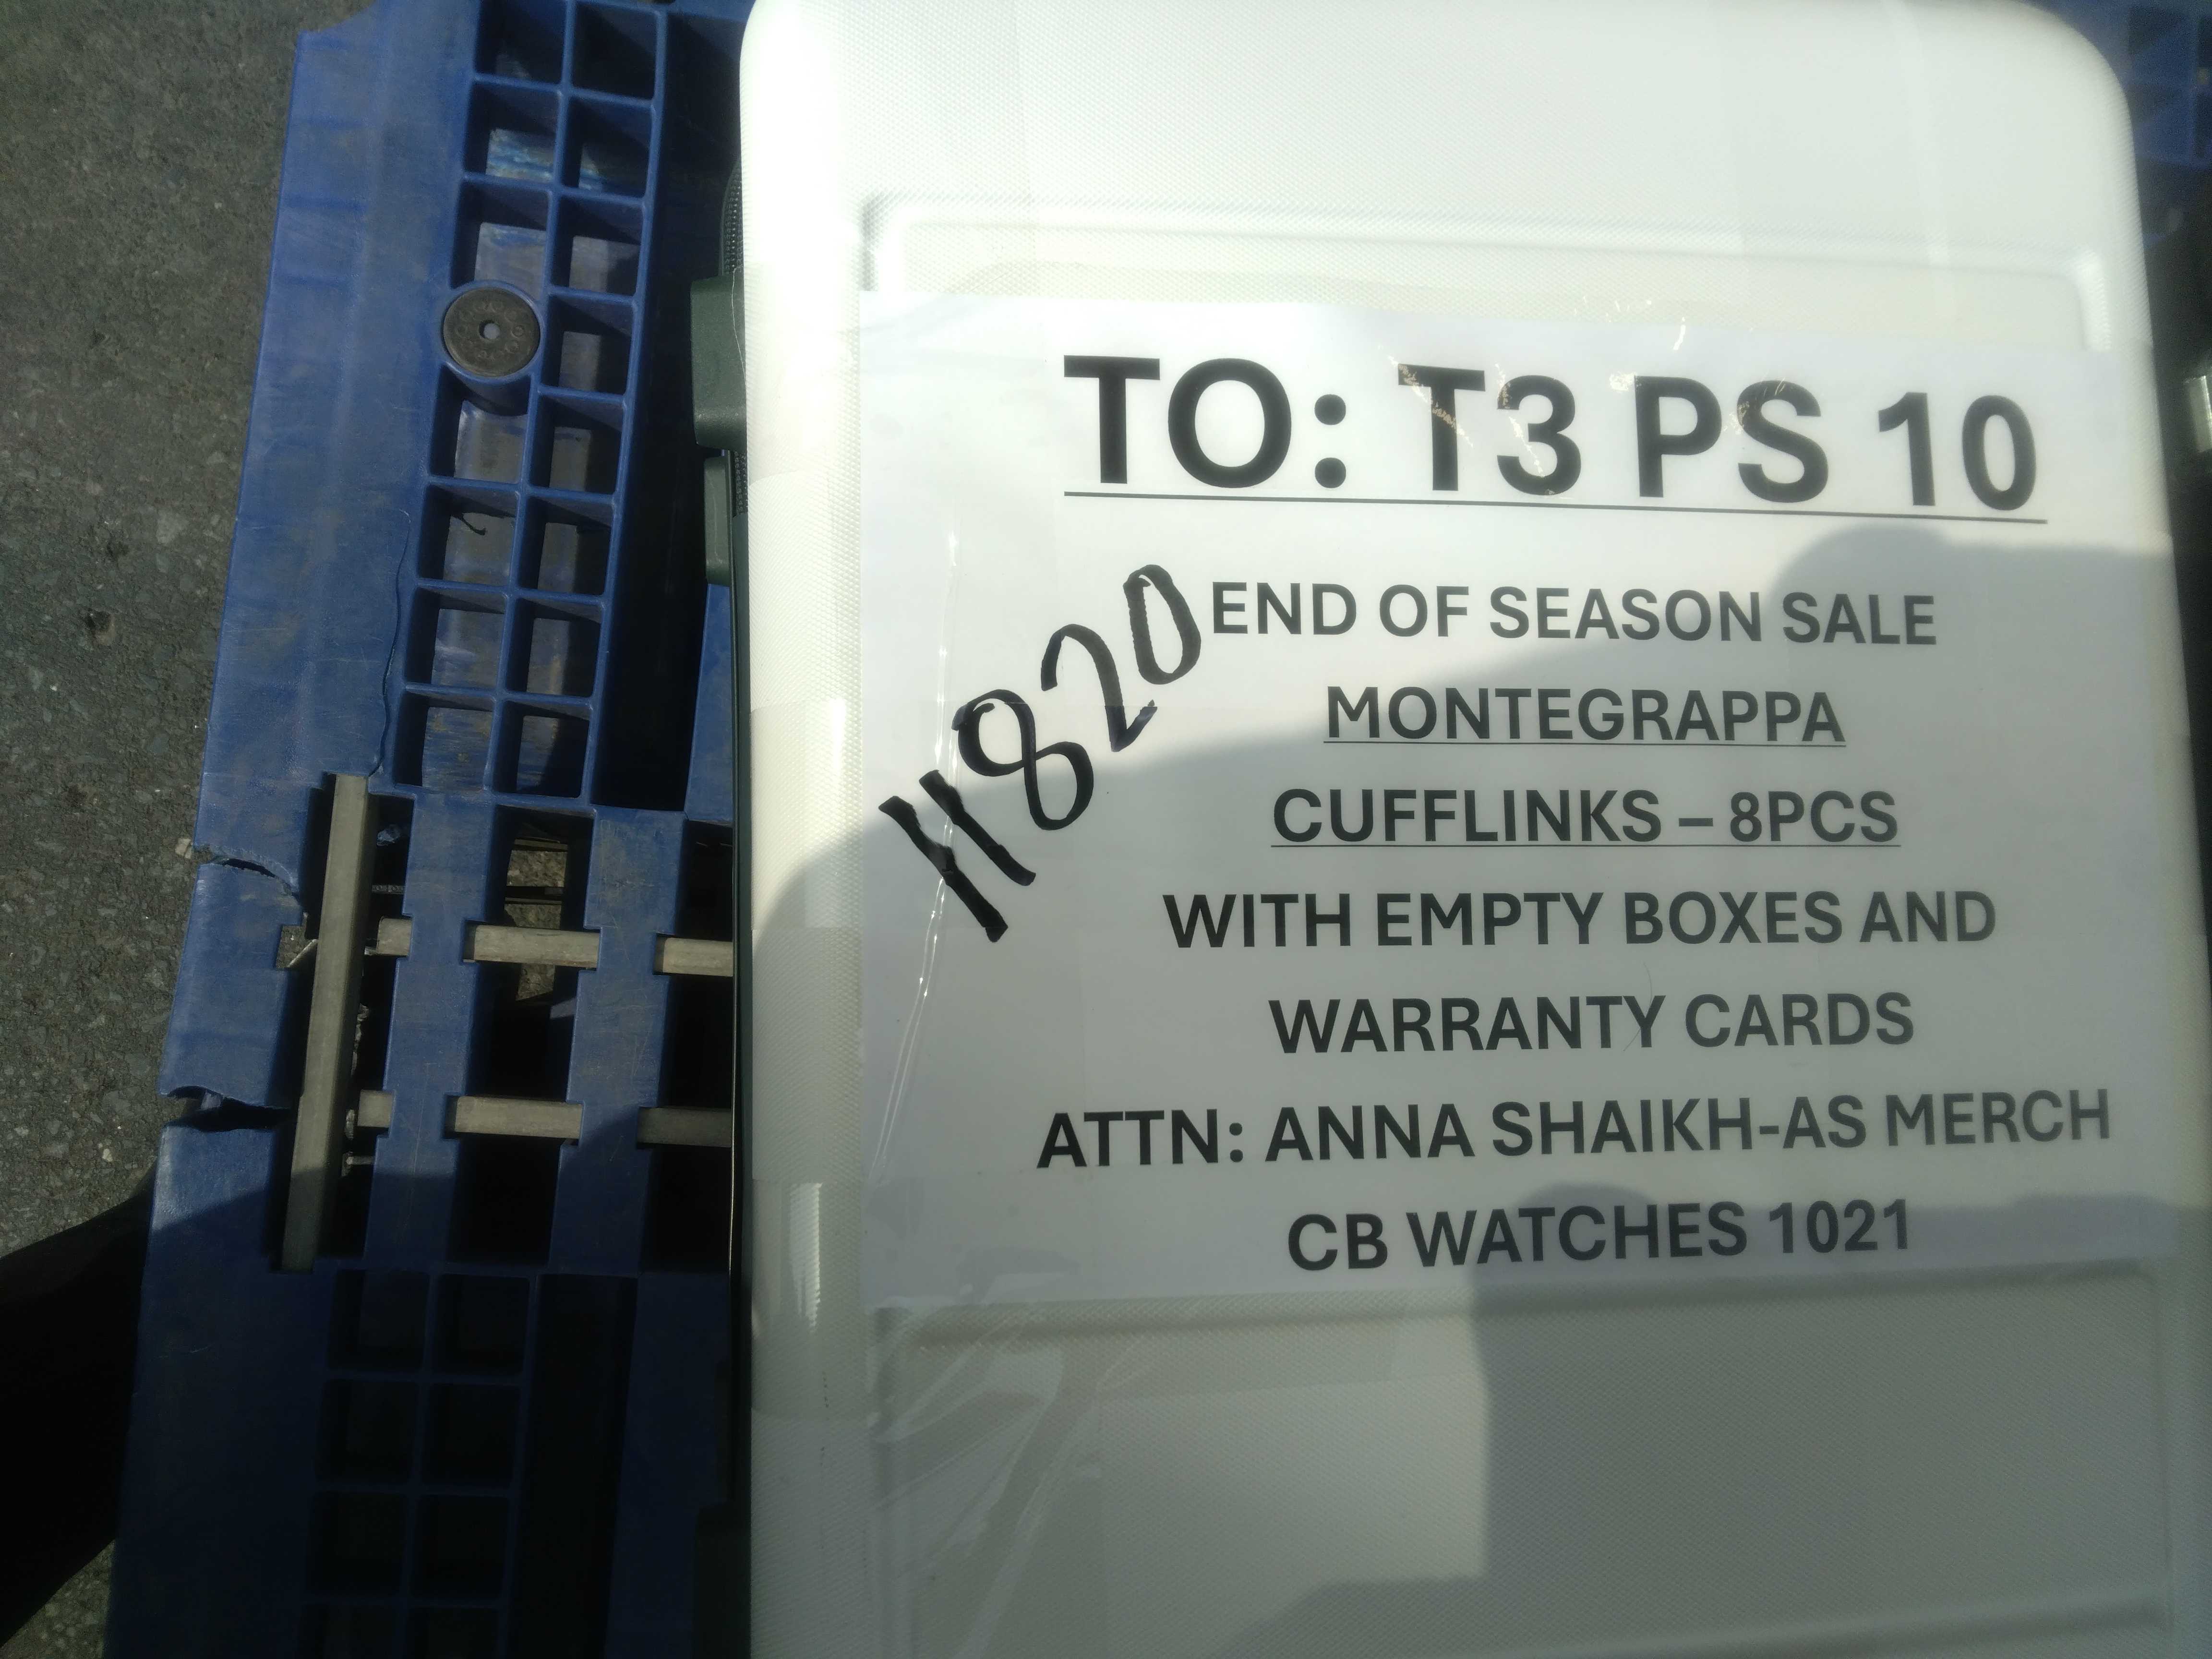 TO: T3 PS 10
11820
END OF SEASON SALE
MONTEGRAPPA
CUFFLINKS – 8PCS
WITH EMPTY BOXES AND
WARRANTY CARDS
ATTN: ANNA SHAIKH-AS MERCH
CB WATCHES 1021